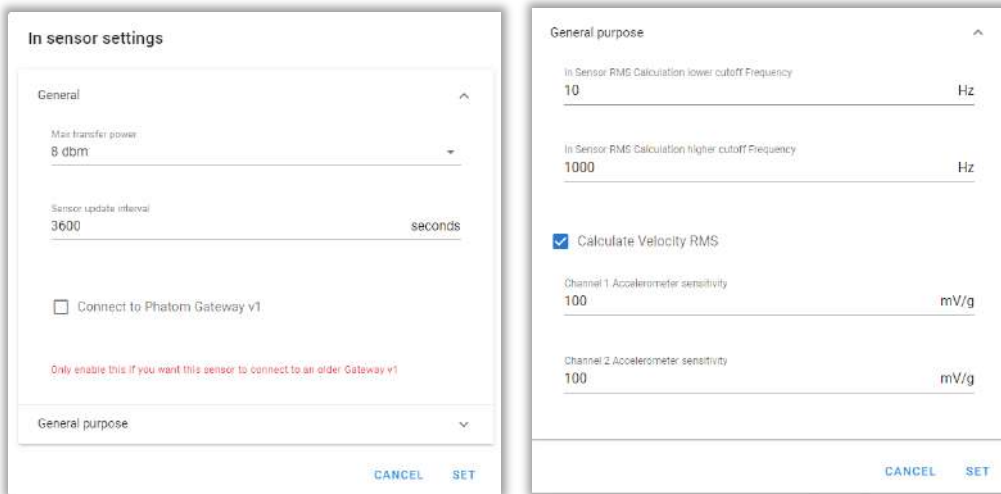 In sensor settings
General
Max transfer power
8 dbm
Sensor update interval
3600 seconds
Connect to Phatom Gateway v1
Only enable this if you want this sensor to connect to an older Gateway v1
General purpose
CANCEL SET
General purpose
In Sensor RMS Calculation lower cutoff Frequency
10 Hz
In Sensor RMS Calculation higher cutoff Frequency
1000 Hz
Calculate Velocity RMS
Channel 1 Accelerometer sensitivity
100 mV/g
Channel 2 Accelerometer sensitivity
100 mV/g
CANCEL SET